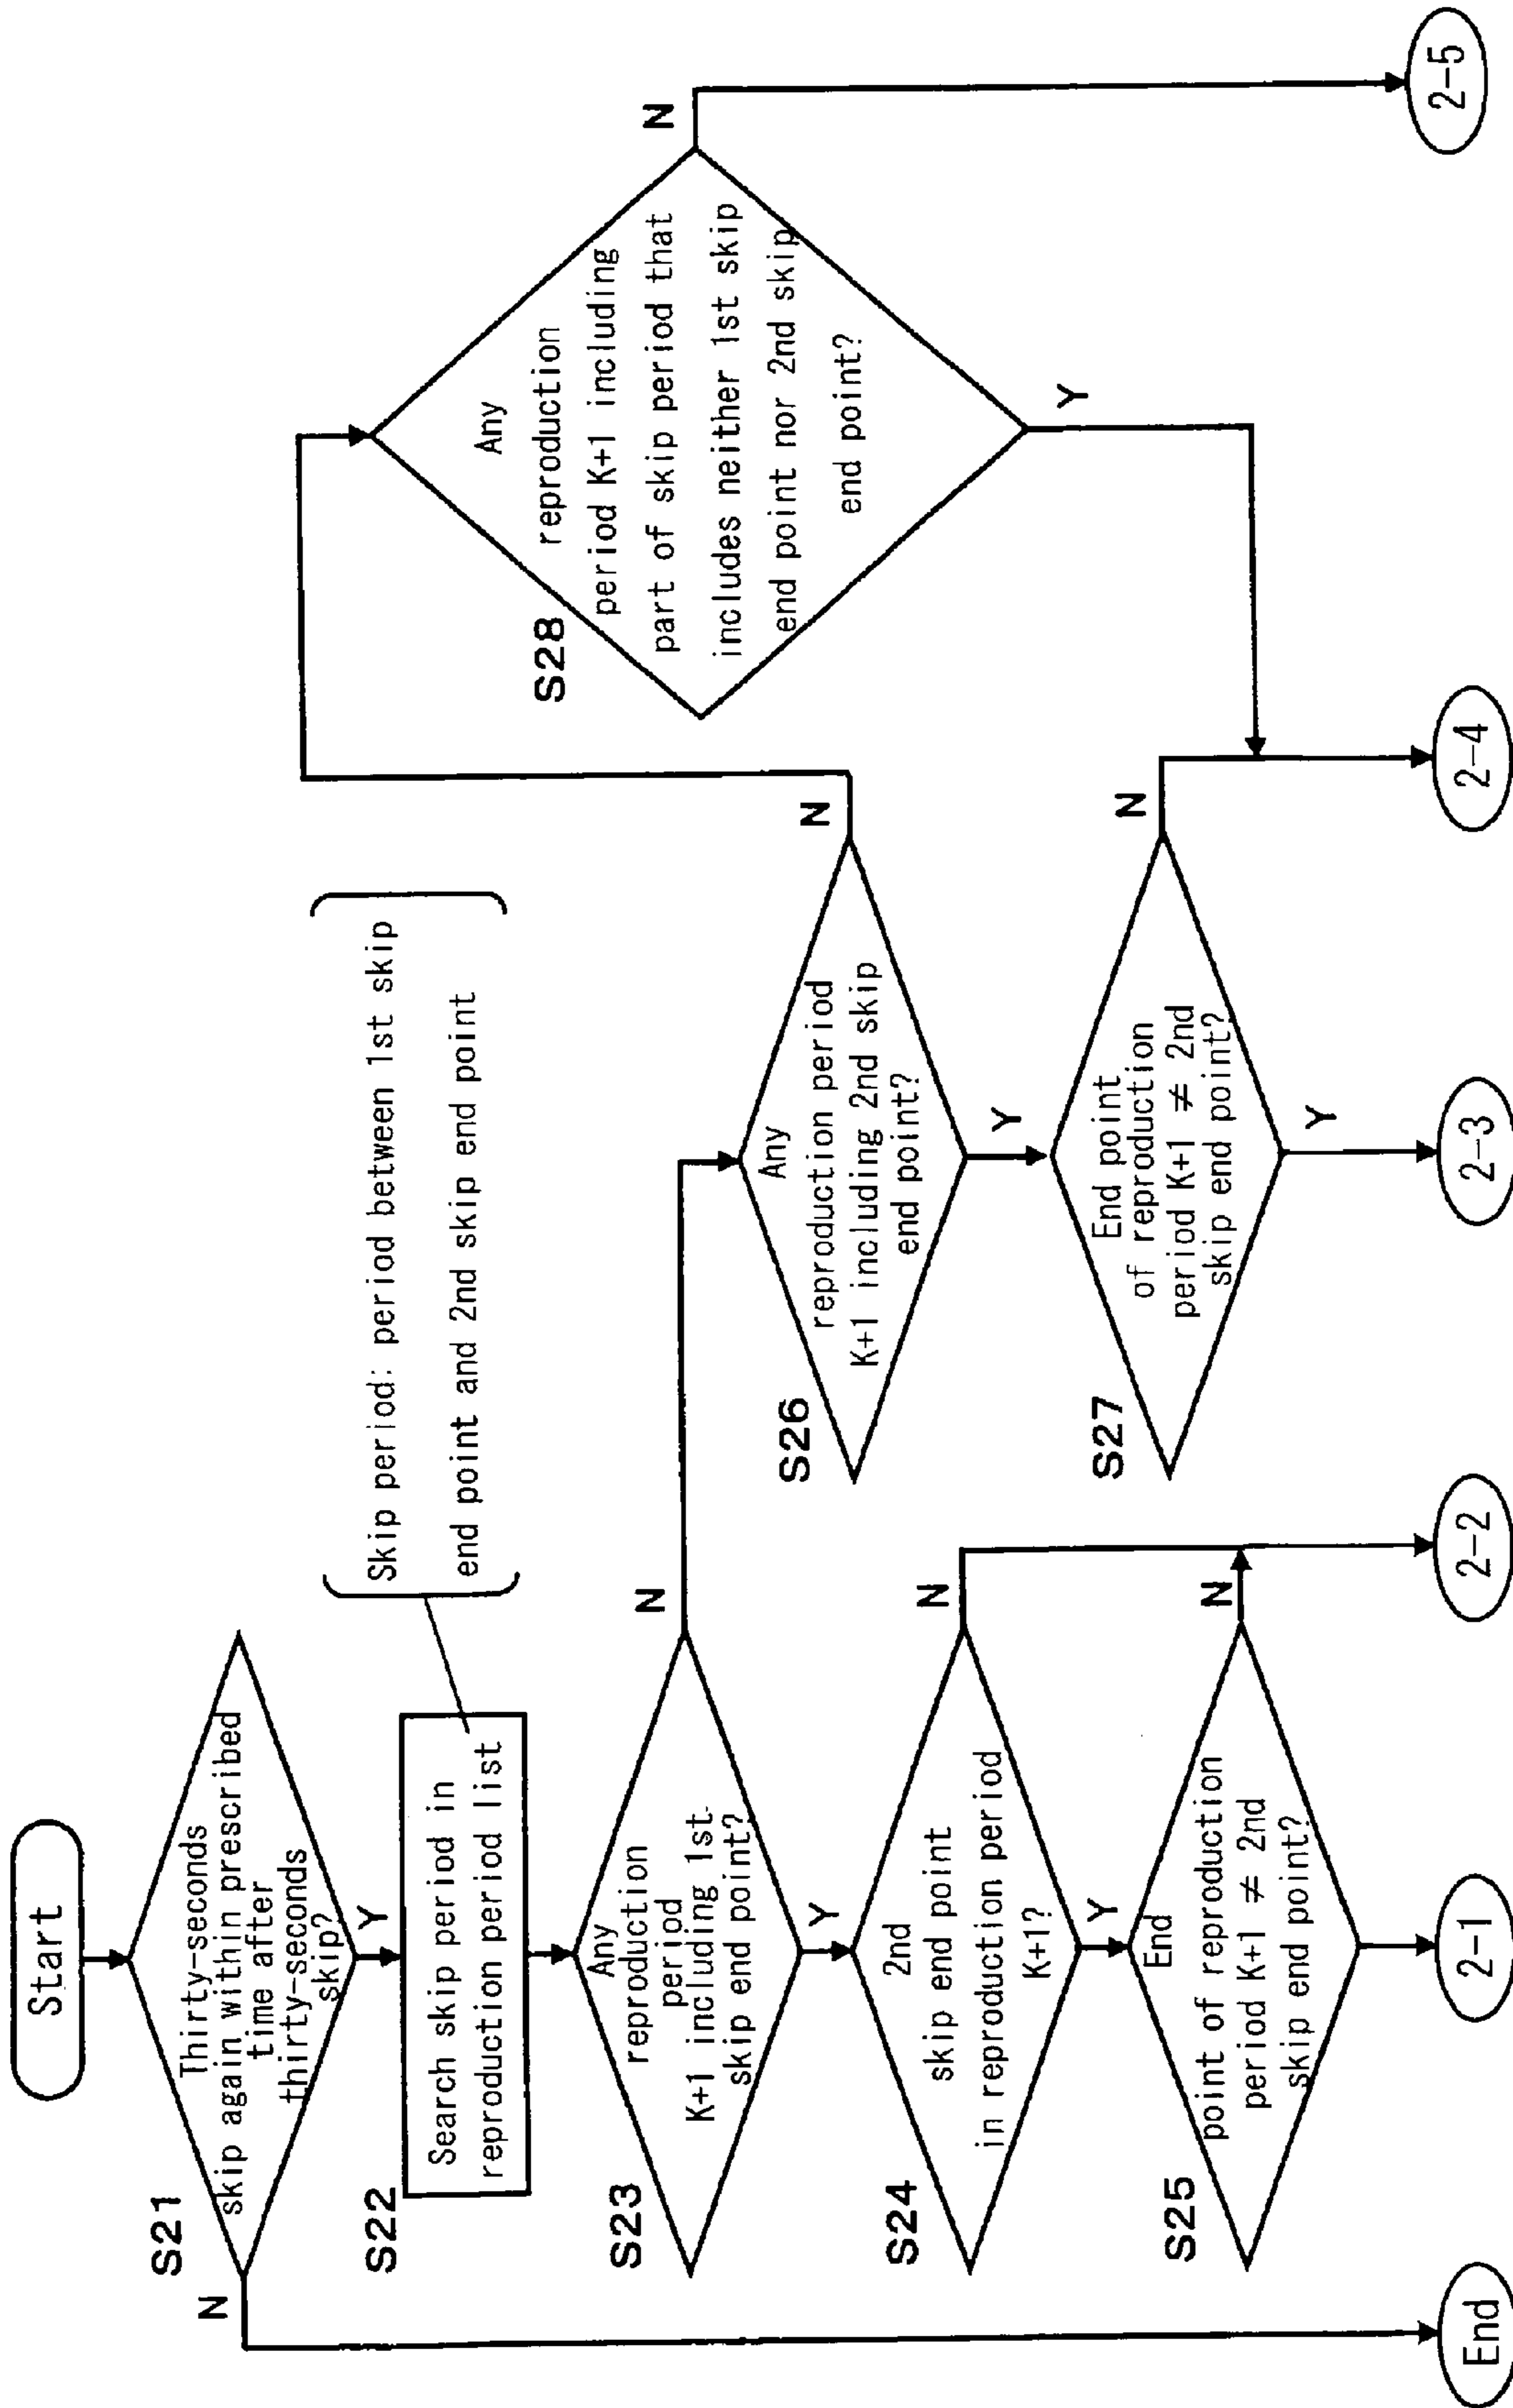 Start
S21
Thirty-seconds
skip again within prescribed
time after
thirty-seconds
skip?
N
Y
S22
Search skip period in
reproduction period list
Skip period: period between 1st skip
end point and 2nd skip end point
S23
Any
reproduction
period
K+1 including 1st
skip end point?
N
Y
S24
2nd
skip end point
in reproduction period
K+1?
N
Y
S25
End
point of reproduction
period K+1 ≠ 2nd
skip end point?
N
S26
Any
reproduction period
K+1 including 2nd skip
end point?
N
Y
S27
End point
of reproduction
period K+1 ≠ 2nd
skip end point?
N
Y
S28
Any
reproduction
period K+1 including
part of skip period that
includes neither 1st skip
end point nor 2nd skip
end point?
N
Y
End
2-1
2-2
2-3
2-4
2-5